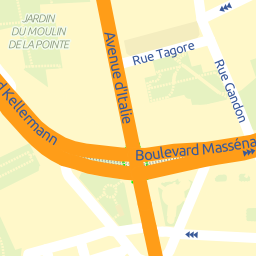 JARDIN
DU MOULIN
DE LA POINTE
Avenue d'Italie
Rue Tagore
Rue Gandon
Kellermann
Boulevard Masséna